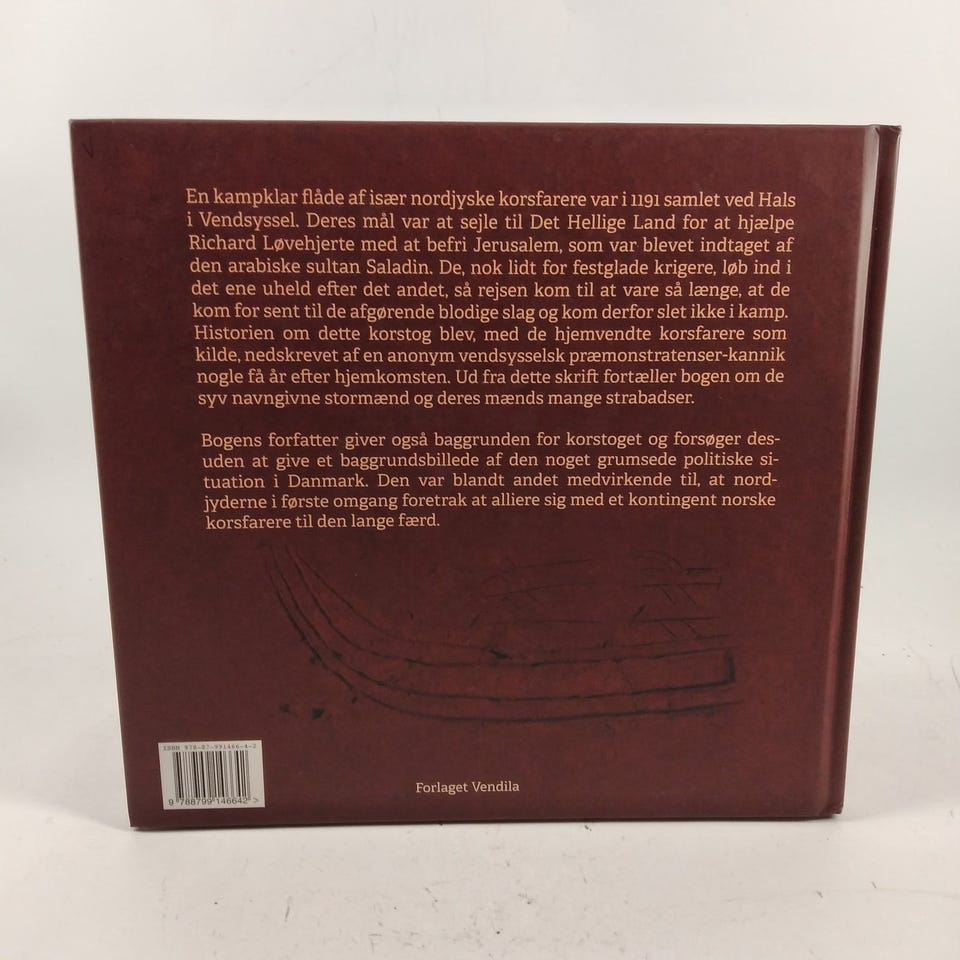 En kampklar flåde af især nordjyske korsfarere var i 1191 samlet ved Hals
i Vendsyssel. Deres mål var at sejle til Det Hellige Land for at hjælpe
Richard Løvehjerte med at befri Jerusalem, som var blevet indtaget af
den arabiske sultan Saladin. De, nok lidt for festglade krigere, løb ind i
det ene uheld efter det andet, så rejsen kom til at vare så længe, at de
kom for sent til de afgørende blodige slag og kom derfor slet ikke i kamp.
Historien om dette korstog blev, med de hjemvendte korsfarere som
kilde, nedskrevet af en anonym vendsysselsk præmonstratenser-kannik
nogle få år efter hjemkomsten. Ud fra dette skrift fortæller bogen om de
syv navngivne stormænd og deres mænds mange strabadser.
Bogens forfatter giver også baggrunden for korstoget og forsøger des-
uden at give et baggrundsbillede af den noget grumsede politiske si-
tuation i Danmark. Den var blandt andet medvirkende til, at nord-
jyderne i første omgang foretrak at alliere sig med et kontingent norske
korsfarere til den lange færd.
ISBN 978-87-991466-4-2
9 788799 146642 >
Forlaget Vendila